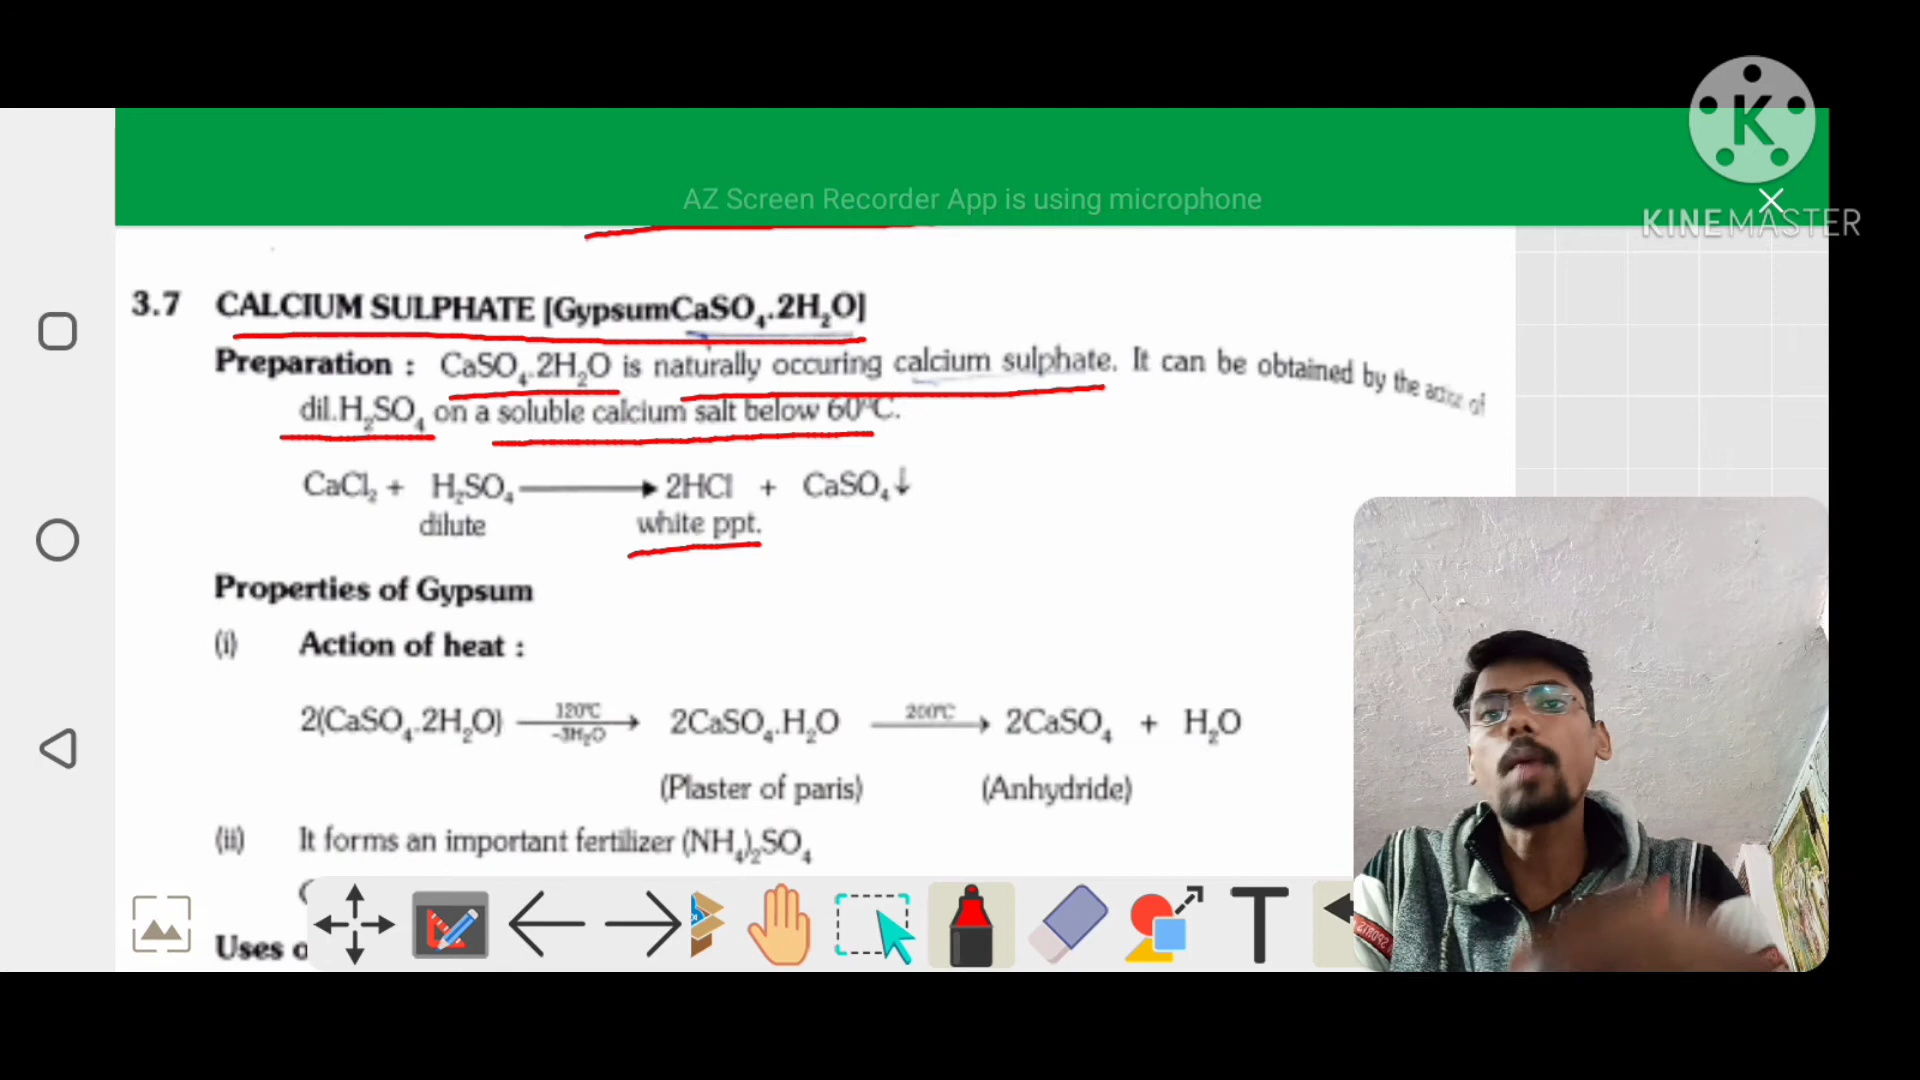 K
AZ Screen Recorder App is using microphone
KINEMASTER
3.7 CALCIUM SULPHATE [GypsumCaSO₄.2H₂O]
Preparation : CaSO₄.2H₂O is naturally occuring calcium sulphate. It can be obtained by the action of
dil.H₂SO₄ on a soluble calcium salt below 60°C.
CaCl₂ + H₂SO₄ ⟶ 2HCl + CaSO₄↓
dilute white ppt.
Properties of Gypsum
(i) Action of heat :
120°C 200°C
2(CaSO₄.2H₂O) ⟶ 2CaSO₄.H₂O ⟶ 2CaSO₄ + H₂O
-3H₂O
(Plaster of paris) (Anhydride)
(ii) It forms an important fertilizer (NH₄)₂SO₄
Uses o
T